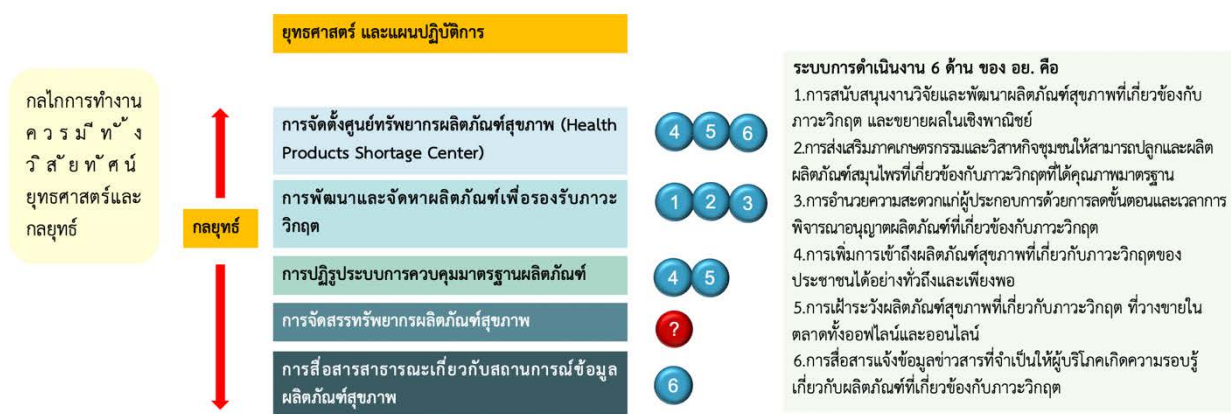 ยุทธศาสตร์ และแผนปฏิบัติการ
กลไกการทำงาน
ค ว ร มี ทั้ ง
วิ สั ย ทั ศ น์
ยุทธศาสตร์และ
กลยุทธ์
กลยุทธ์
การจัดตั้งศูนย์ทรัพยากรผลิตภัณฑ์สุขภาพ (Health
Products Shortage Center)
4 5 6
การพัฒนาและจัดหาผลิตภัณฑ์เพื่อรองรับภาวะ
วิกฤต
1 2 3
การปฏิรูประบบการควบคุมมาตรฐานผลิตภัณฑ์
4 5
การจัดสรรทรัพยากรผลิตภัณฑ์สุขภาพ
?
การสื่อสารสาธารณะเกี่ยวกับสถานการณ์ข้อมูล
ผลิตภัณฑ์สุขภาพ
6
ระบบการดำเนินงาน 6 ด้าน ของ อย. คือ
1.การสนับสนุนงานวิจัยและพัฒนาผลิตภัณฑ์สุขภาพที่เกี่ยวข้องกับ
ภาวะวิกฤต และขยายผลในเชิงพาณิชย์
2.การส่งเสริมภาคเกษตรกรรมและวิสาหกิจชุมชนให้สามารถปลูกและผลิต
ผลิตภัณฑ์สมุนไพรที่เกี่ยวข้องกับภาวะวิกฤตที่ได้คุณภาพมาตรฐาน
3.การอำนวยความสะดวกแก่ผู้ประกอบการด้วยการลดขั้นตอนและเวลาการ
พิจารณาอนุญาตผลิตภัณฑ์ที่เกี่ยวข้องกับภาวะวิกฤต
4.การเพิ่มการเข้าถึงผลิตภัณฑ์สุขภาพที่เกี่ยวกับภาวะวิกฤตของ
ประชาชนได้อย่างทั่วถึงและเพียงพอ
5.การเฝ้าระวังผลิตภัณฑ์สุขภาพที่เกี่ยวกับภาวะวิกฤต ที่วางขายใน
ตลาดทั้งออฟไลน์และออนไลน์
6.การสื่อสารแจ้งข้อมูลข่าวสารที่จำเป็นให้ผู้บริโภคเกิดความรอบรู้
เกี่ยวกับผลิตภัณฑ์ที่เกี่ยวข้องกับภาวะวิกฤต